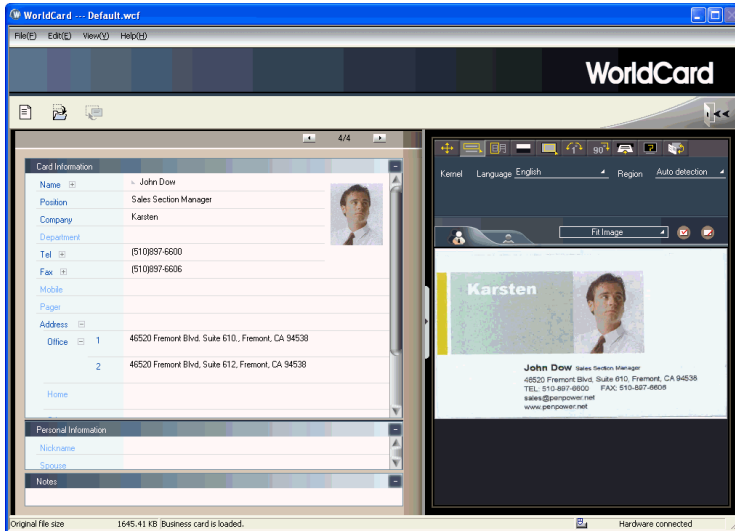 WorldCard --- Default.wcf
File(F) Edit(E) View(V) Help(H)
WorldCard
4/4
Card Information
Name John Dow
Position Sales Section Manager
Company Karsten
Department
Tel (510)897-6600
Fax (510)897-6606
Mobile
Pager
Address
Office 1 46520 Fremont Blvd. Suite 610., Fremont, CA 94538
2 46520 Fremont Blvd, Suite 612, Fremont, CA 94538
Home
Personal Information
Nickname
Spouse
Notes
Kernel Language English Region Auto detection
Fit Image
Karsten
John Dow Sales Section Manager
46520 Fremont Blvd, Suite 610, Fremont, CA 94538
TEL: 510-897-6600 FAX: 510-897-6606
sales@penpower.net
www.penpower.net
Original file size 1645.41 KB Business card is loaded. Hardware connected